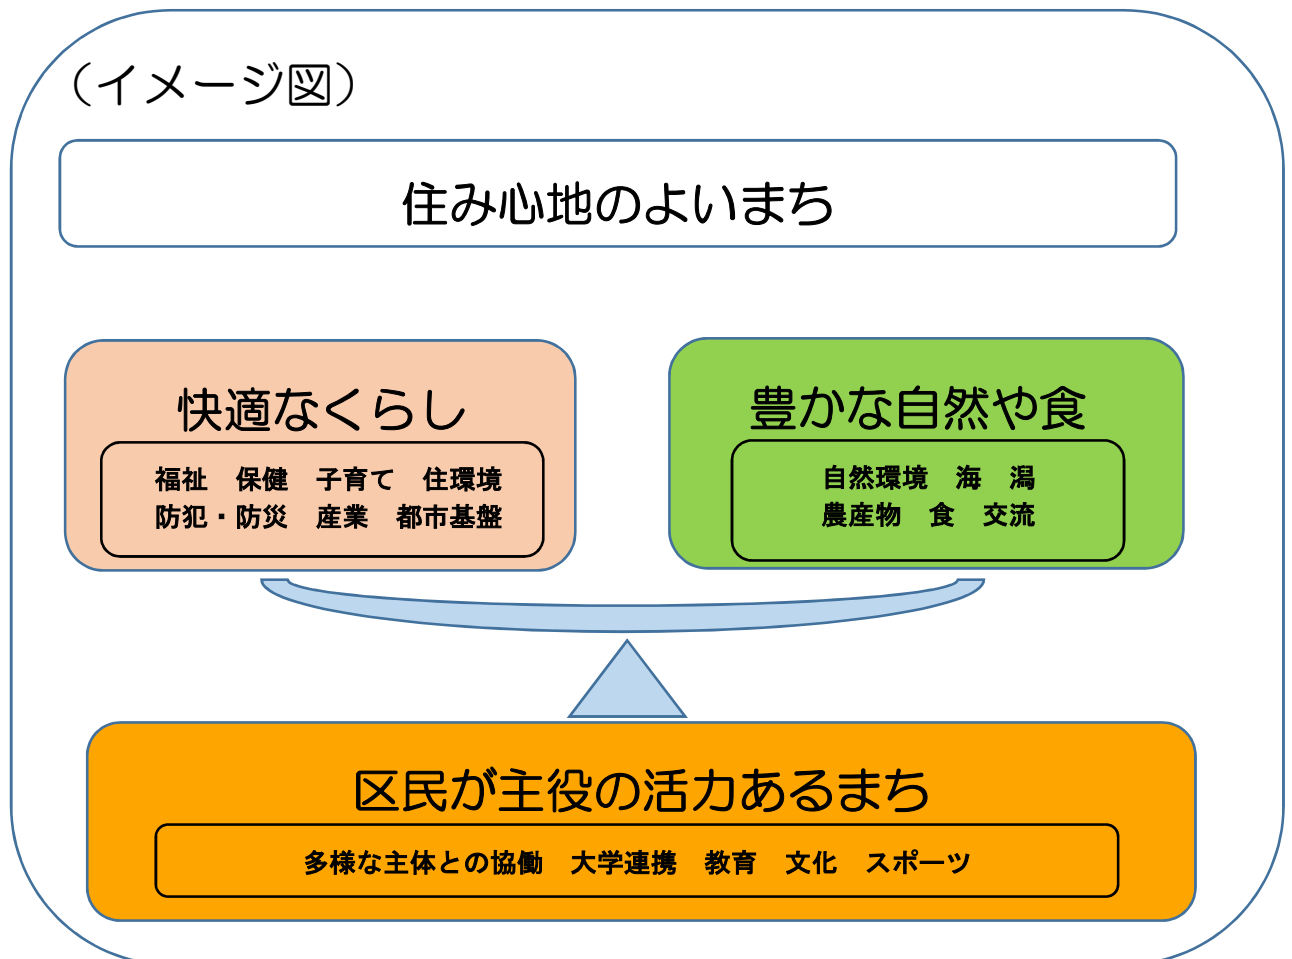 （イメージ図）
住み心地のよいまち
快適なくらし
福祉　保健　子育て　住環境
防犯・防災　産業　都市基盤
豊かな自然や食
自然環境　海　潟
農産物　食　交流
区民が主役の活力あるまち
多様な主体との協働　大学連携　教育　文化　スポーツ